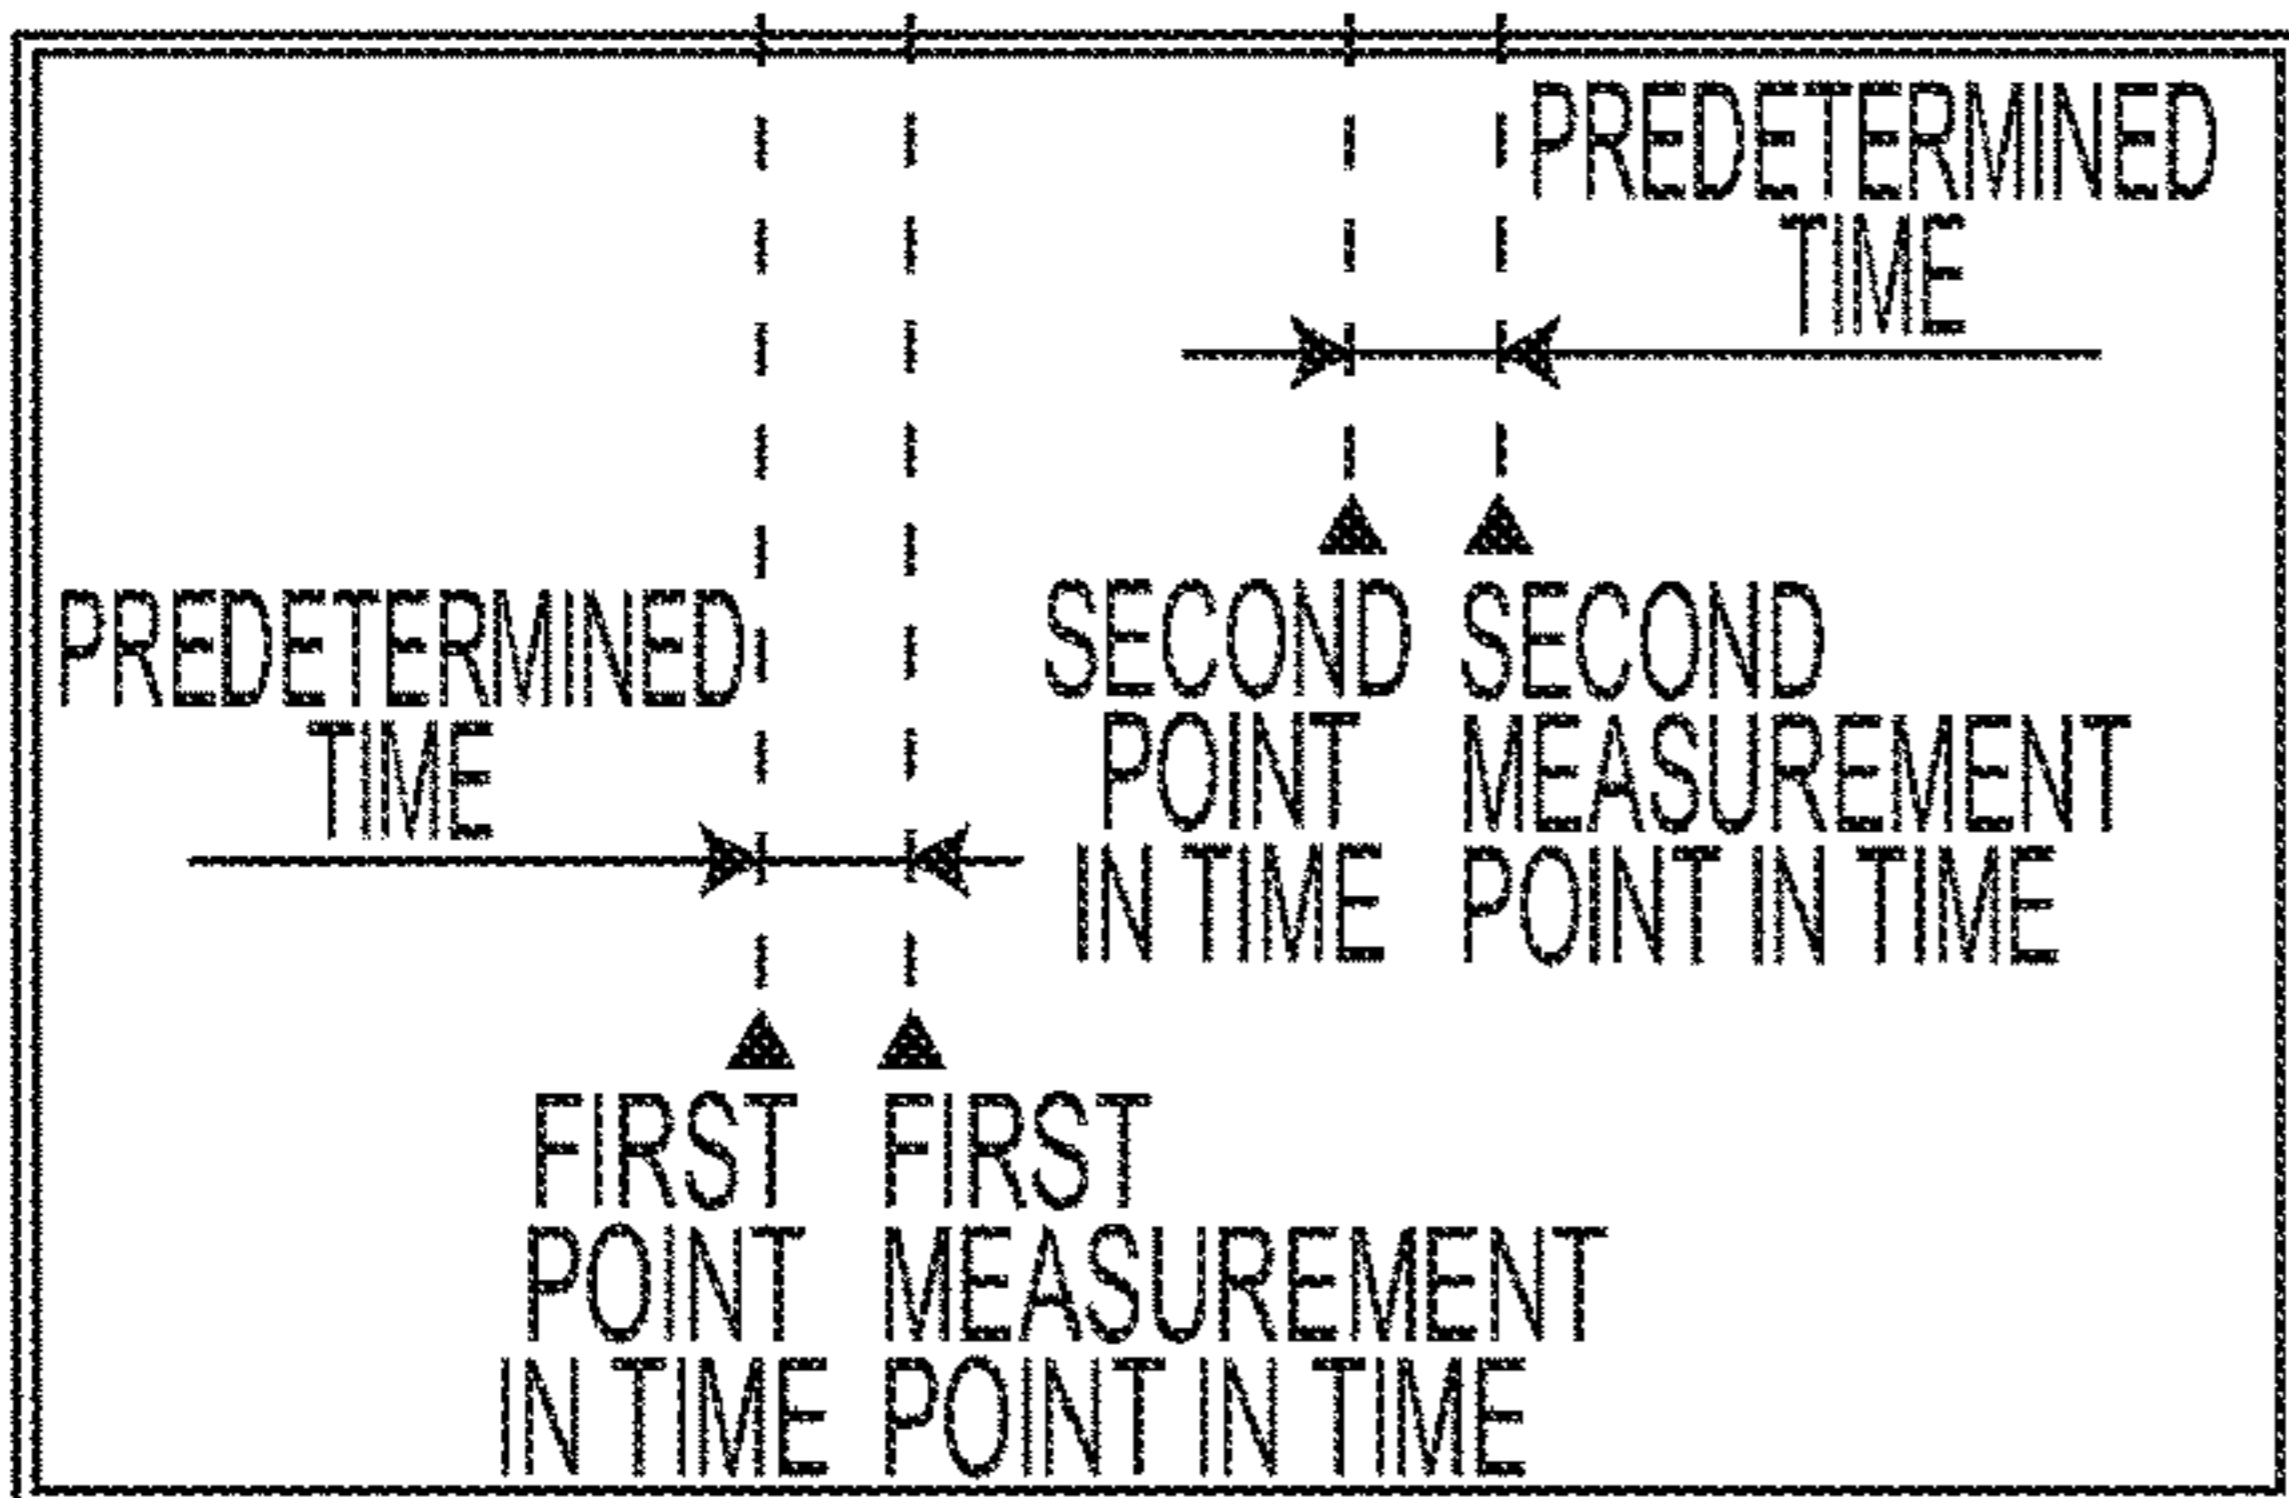 PREDETERMINED
TIME
PREDETERMINED
TIME
SECOND
POINT
IN TIME
SECOND
MEASUREMENT
POINT IN TIME
FIRST
POINT
IN TIME
FIRST
MEASUREMENT
POINT IN TIME